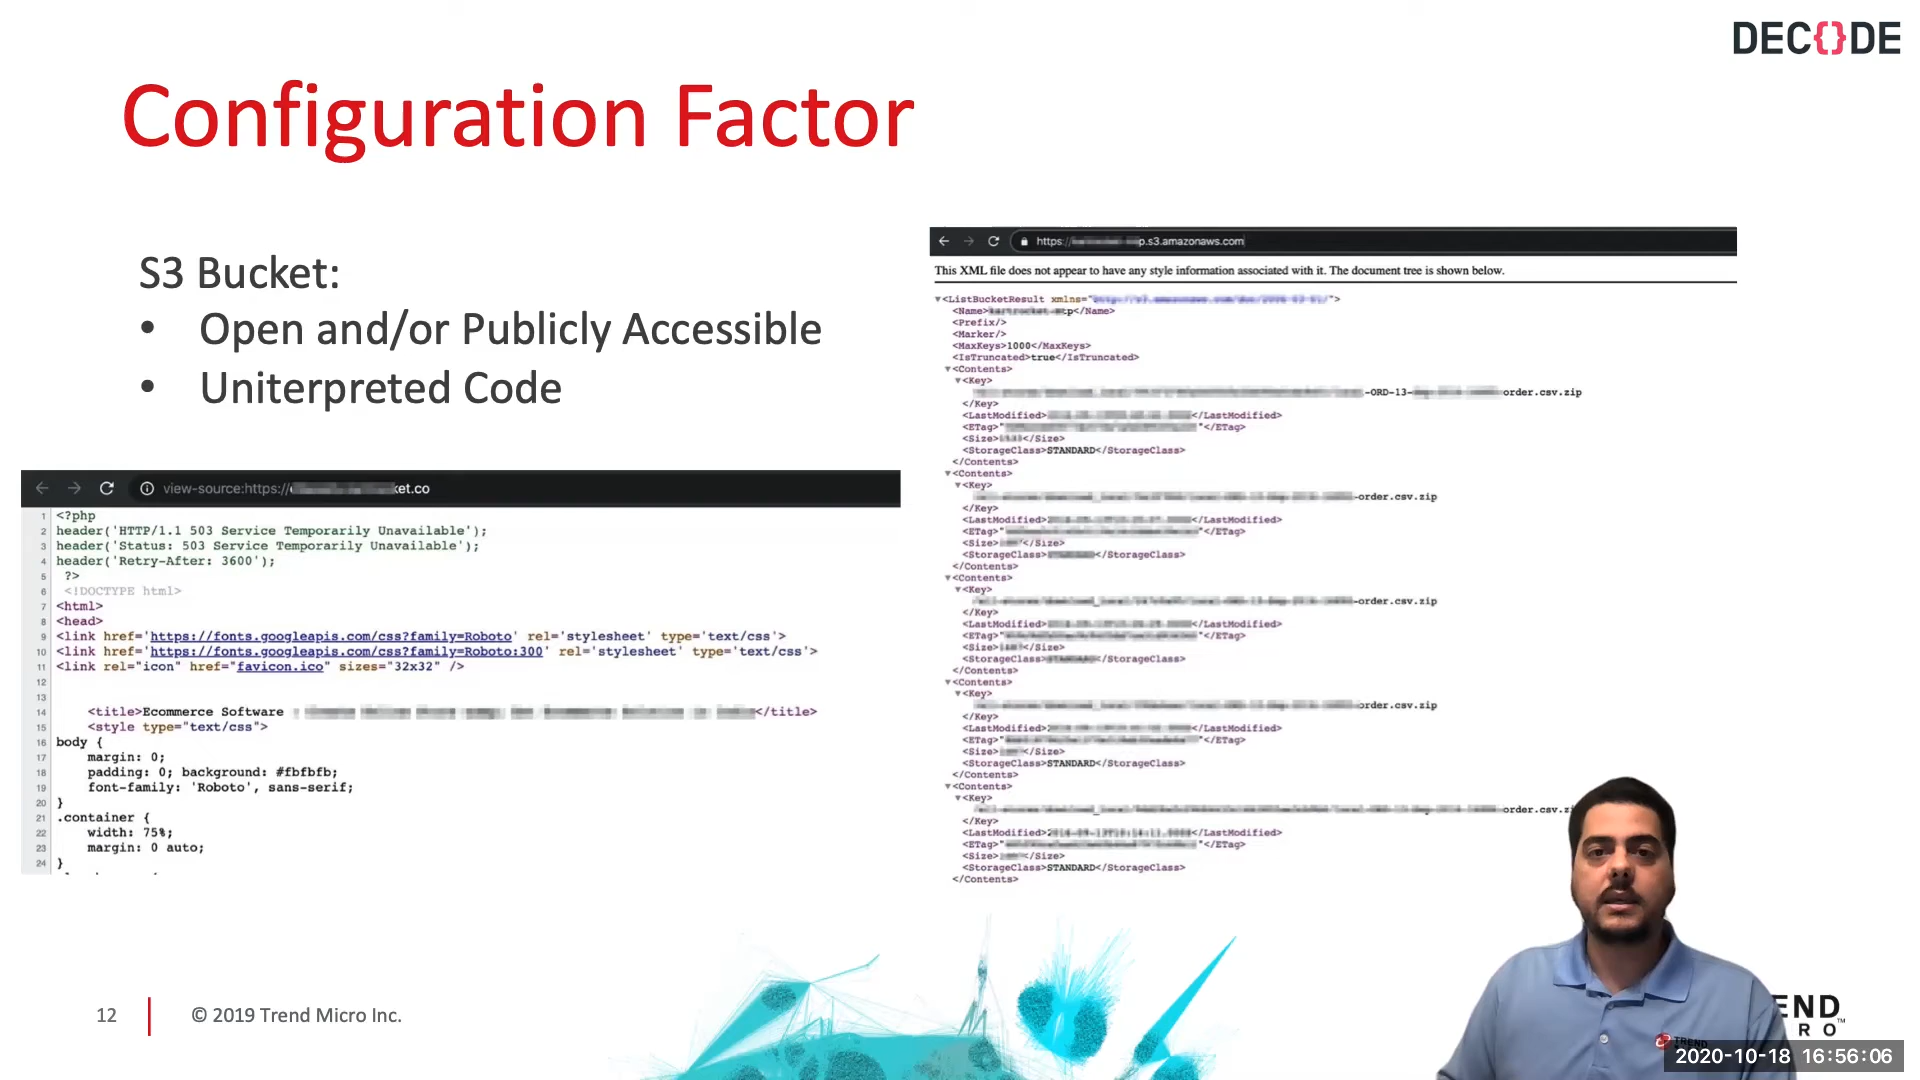 DEC{}DE
Configuration Factor
S3 Bucket:
• Open and/or Publicly Accessible
• Uniterpreted Code
view-source:https:// ket.co
1 <?php
2 header('HTTP/1.1 503 Service Temporarily Unavailable');
3 header('Status: 503 Service Temporarily Unavailable');
4 header('Retry-After: 3600');
5 ?>
6 <!DOCTYPE html>
7 <html>
8 <head>
9 <link href='https://fonts.googleapis.com/css?family=Roboto' rel='stylesheet' type='text/css'>
10 <link href='https://fonts.googleapis.com/css?family=Roboto:300' rel='stylesheet' type='text/css'>
11 <link rel="icon" href="favicon.ico" sizes="32x32" />
12
13
14 <title>Ecommerce Software </title>
15 <style type="text/css">
16 body {
17 margin: 0;
18 padding: 0; background: #fbfbfb;
19 font-family: 'Roboto', sans-serif;
20 }
21 .container {
22 width: 75%;
23 margin: 0 auto;
24 }
https:// p.s3.amazonaws.com
This XML file does not appear to have any style information associated with it. The document tree is shown below.
▼<ListBucketResult xmlns=" ">
<Name> tp</Name>
<Prefix/>
<Marker/>
<MaxKeys>1000</MaxKeys>
<IsTruncated>true</IsTruncated>
▼<Contents>
▼<Key>
-ORD-13- order.csv.zip
</Key>
<LastModified> </LastModified>
<ETag>" "</ETag>
<Size> </Size>
<StorageClass>STANDARD</StorageClass>
</Contents>
▼<Contents>
▼<Key>
-order.csv.zip
</Key>
<LastModified> </LastModified>
<ETag>" "</ETag>
<Size> </Size>
<StorageClass> </StorageClass>
</Contents>
▼<Contents>
▼<Key>
-order.csv.zip
</Key>
<LastModified> </LastModified>
<ETag>" "</ETag>
<Size> </Size>
<StorageClass> </StorageClass>
</Contents>
▼<Contents>
▼<Key>
order.csv.zip
</Key>
<LastModified> </LastModified>
<ETag>" "</ETag>
<Size> </Size>
<StorageClass>STANDARD</StorageClass>
</Contents>
▼<Contents>
▼<Key>
order.csv.zi
</Key>
<LastModified> </LastModified>
<ETag>" "</ETag>
<Size> </Size>
<StorageClass>STANDARD</StorageClass>
</Contents>
12
© 2019 Trend Micro Inc.
END
RO™
TREND
2020-10-18 16:56:06